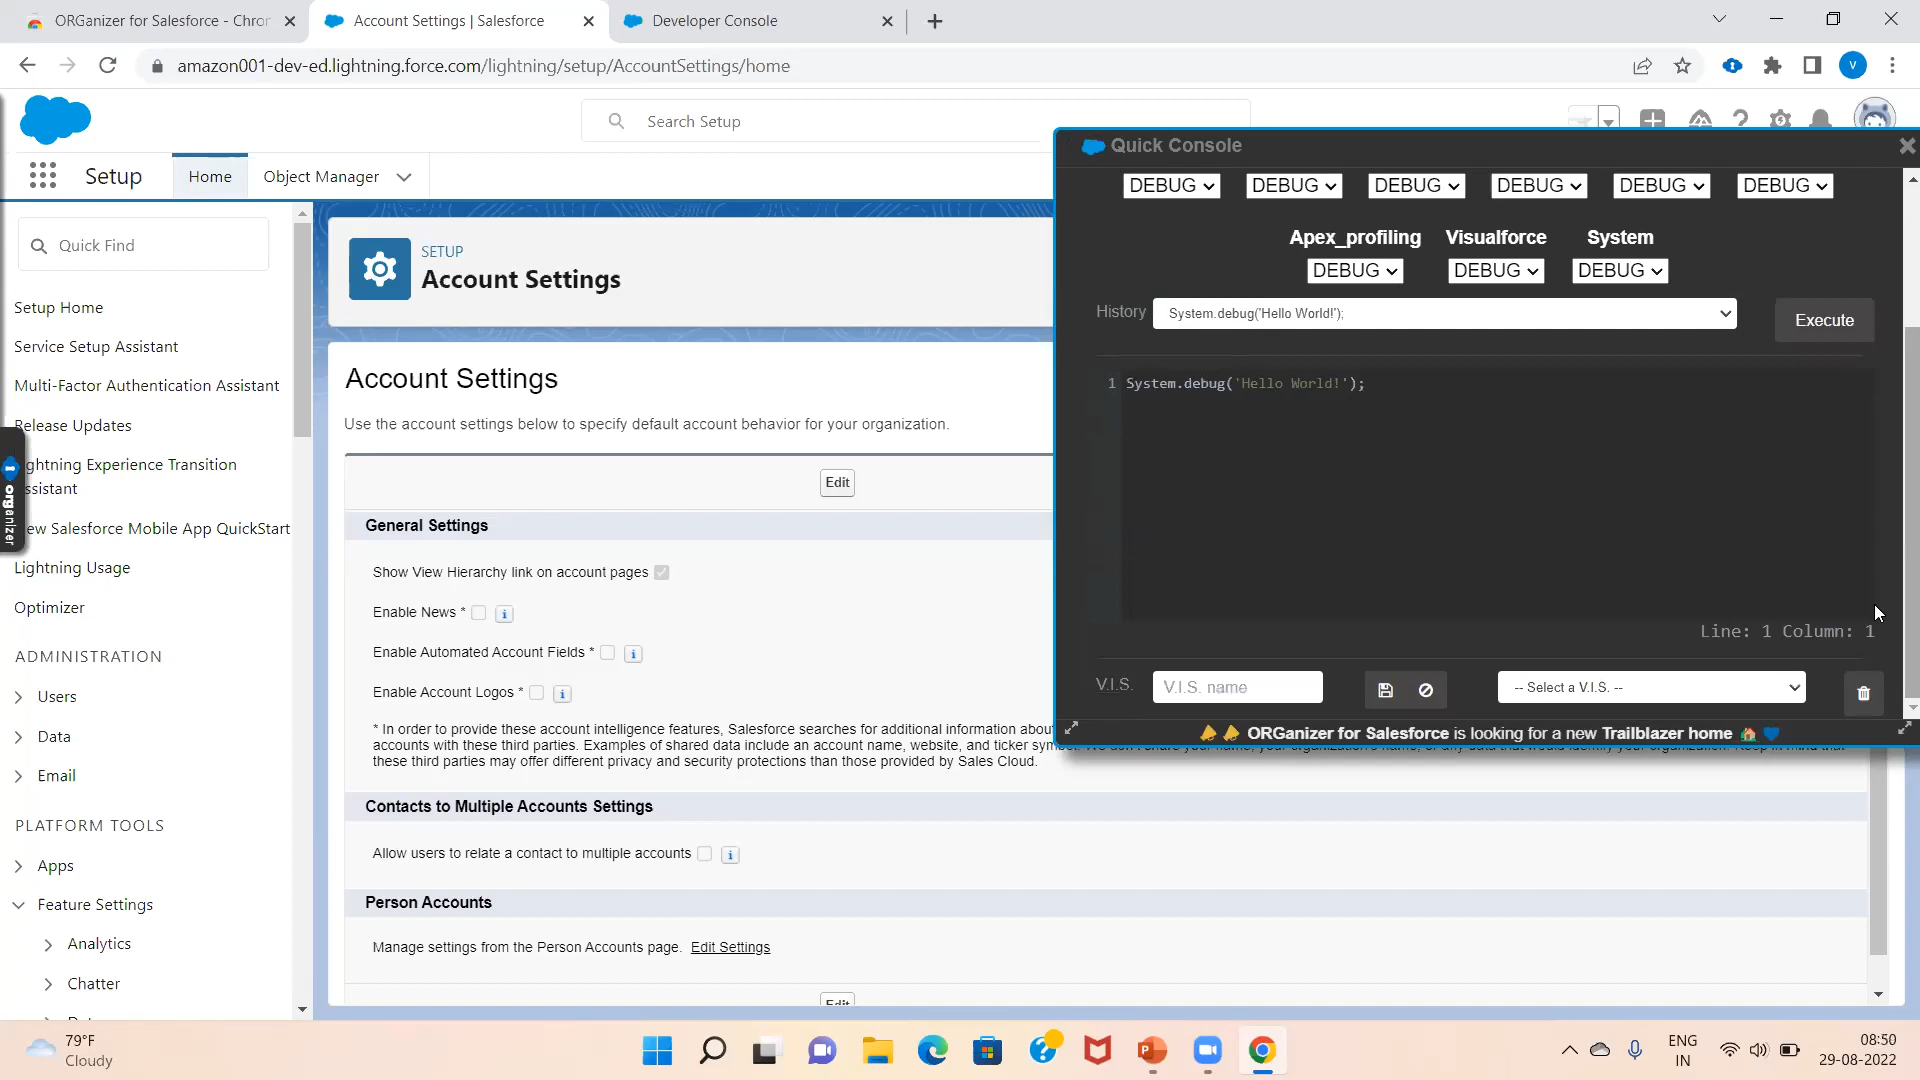 ORGanizer for Salesforce - Chror
Account Settings | Salesforce
Developer Console
amazon001-dev-ed.lightning.force.com/lightning/setup/AccountSettings/home
V
Search Setup
Setup
Home
Object Manager
Quick Find
Setup Home
Service Setup Assistant
Multi-Factor Authentication Assistant
Release Updates
ightning Experience Transition
ssistant
ew Salesforce Mobile App QuickStart
Lightning Usage
Optimizer
ADMINISTRATION
Users
Data
Email
PLATFORM TOOLS
Apps
Feature Settings
Analytics
Chatter
organizer
SETUP
Account Settings
Account Settings
Use the account settings below to specify default account behavior for your organization.
Edit
General Settings
Show View Hierarchy link on account pages
Enable News *
Enable Automated Account Fields *
Enable Account Logos *
* In order to provide these account intelligence features, Salesforce searches for additional information abou
accounts with these third parties. Examples of shared data include an account name, website, and ticker sym
these third parties may offer different privacy and security protections than those provided by Sales Cloud.
Contacts to Multiple Accounts Settings
Allow users to relate a contact to multiple accounts
Person Accounts
Manage settings from the Person Accounts page. Edit Settings
Edit
Quick Console
DEBUG DEBUG DEBUG DEBUG DEBUG DEBUG
Apex_profiling Visualforce System
DEBUG DEBUG DEBUG
History System.debug('Hello World!');
Execute
1 System.debug('Hello World!');
Line: 1 Column: 1
V.I.S. V.I.S. name
-- Select a V.I.S. --
ORGanizer for Salesforce is looking for a new Trailblazer home
79°F
Cloudy
ENG
IN
08:50
29-08-2022